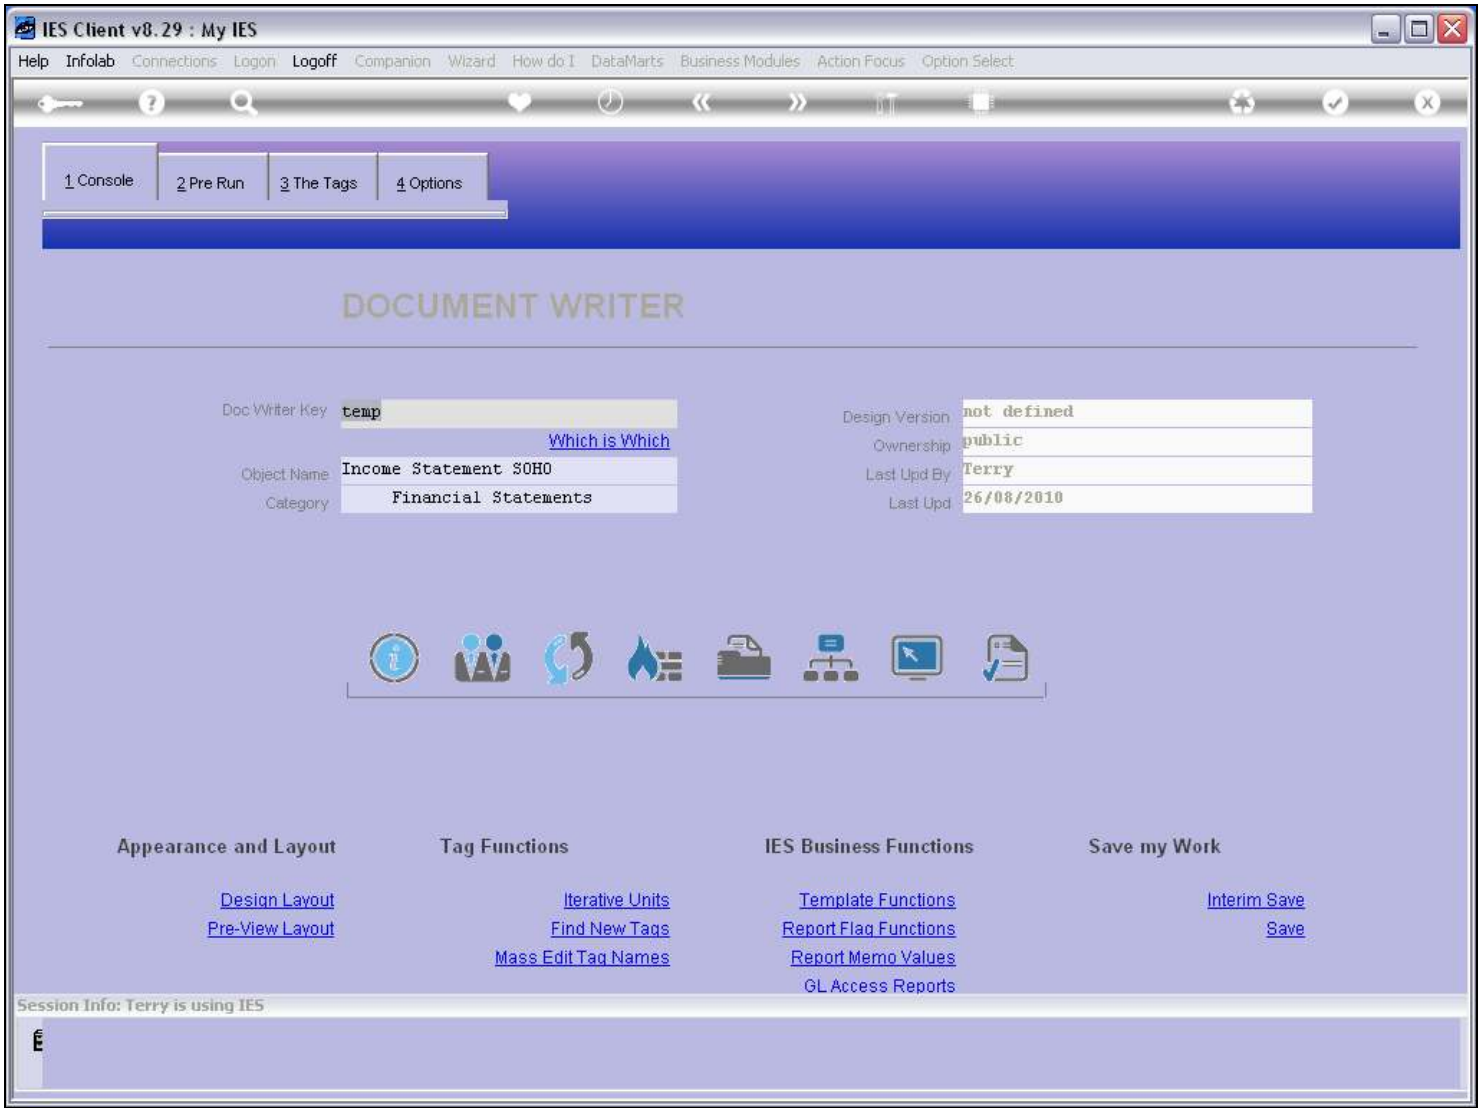 IES Client v8.29 : My IES
Help Infolab Connections Logon Logoff Companion Wizard How do I DataMarts Business Modules Action Focus Option Select
1 Console 2 Pre Run 3 The Tags 4 Options
DOCUMENT WRITER
Doc Writer Key temp
Which is Which
Object Name Income Statement SOHO
Category Financial Statements
Design Version not defined
Ownership public
Last Upd By Terry
Last Upd 26/08/2010
Appearance and Layout Tag Functions IES Business Functions Save my Work
Design Layout Iterative Units Template Functions Interim Save
Pre-View Layout Find New Tags Report Flag Functions Save
Mass Edit Tag Names Report Memo Values
GL Access Reports
Session Info: Terry is using IES